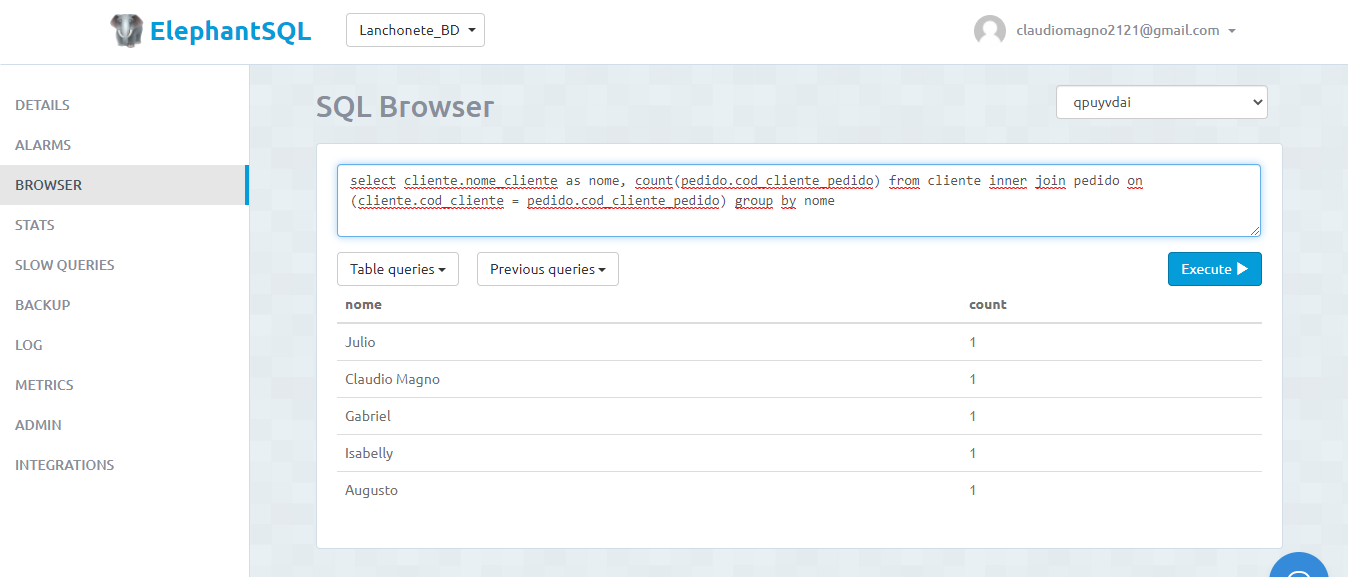 ElephantSQL
Lanchonete_BD
claudiomagno2121@gmail.com
DETAILS
ALARMS
BROWSER
STATS
SLOW QUERIES
BACKUP
LOG
METRICS
ADMIN
INTEGRATIONS
SQL Browser
qpuyvdai
select cliente.nome_cliente as nome, count(pedido.cod_cliente_pedido) from cliente inner join pedido on
(cliente.cod_cliente = pedido.cod_cliente_pedido) group by nome
Table queries
Previous queries
Execute
nome count
Julio 1
Claudio Magno 1
Gabriel 1
Isabelly 1
Augusto 1